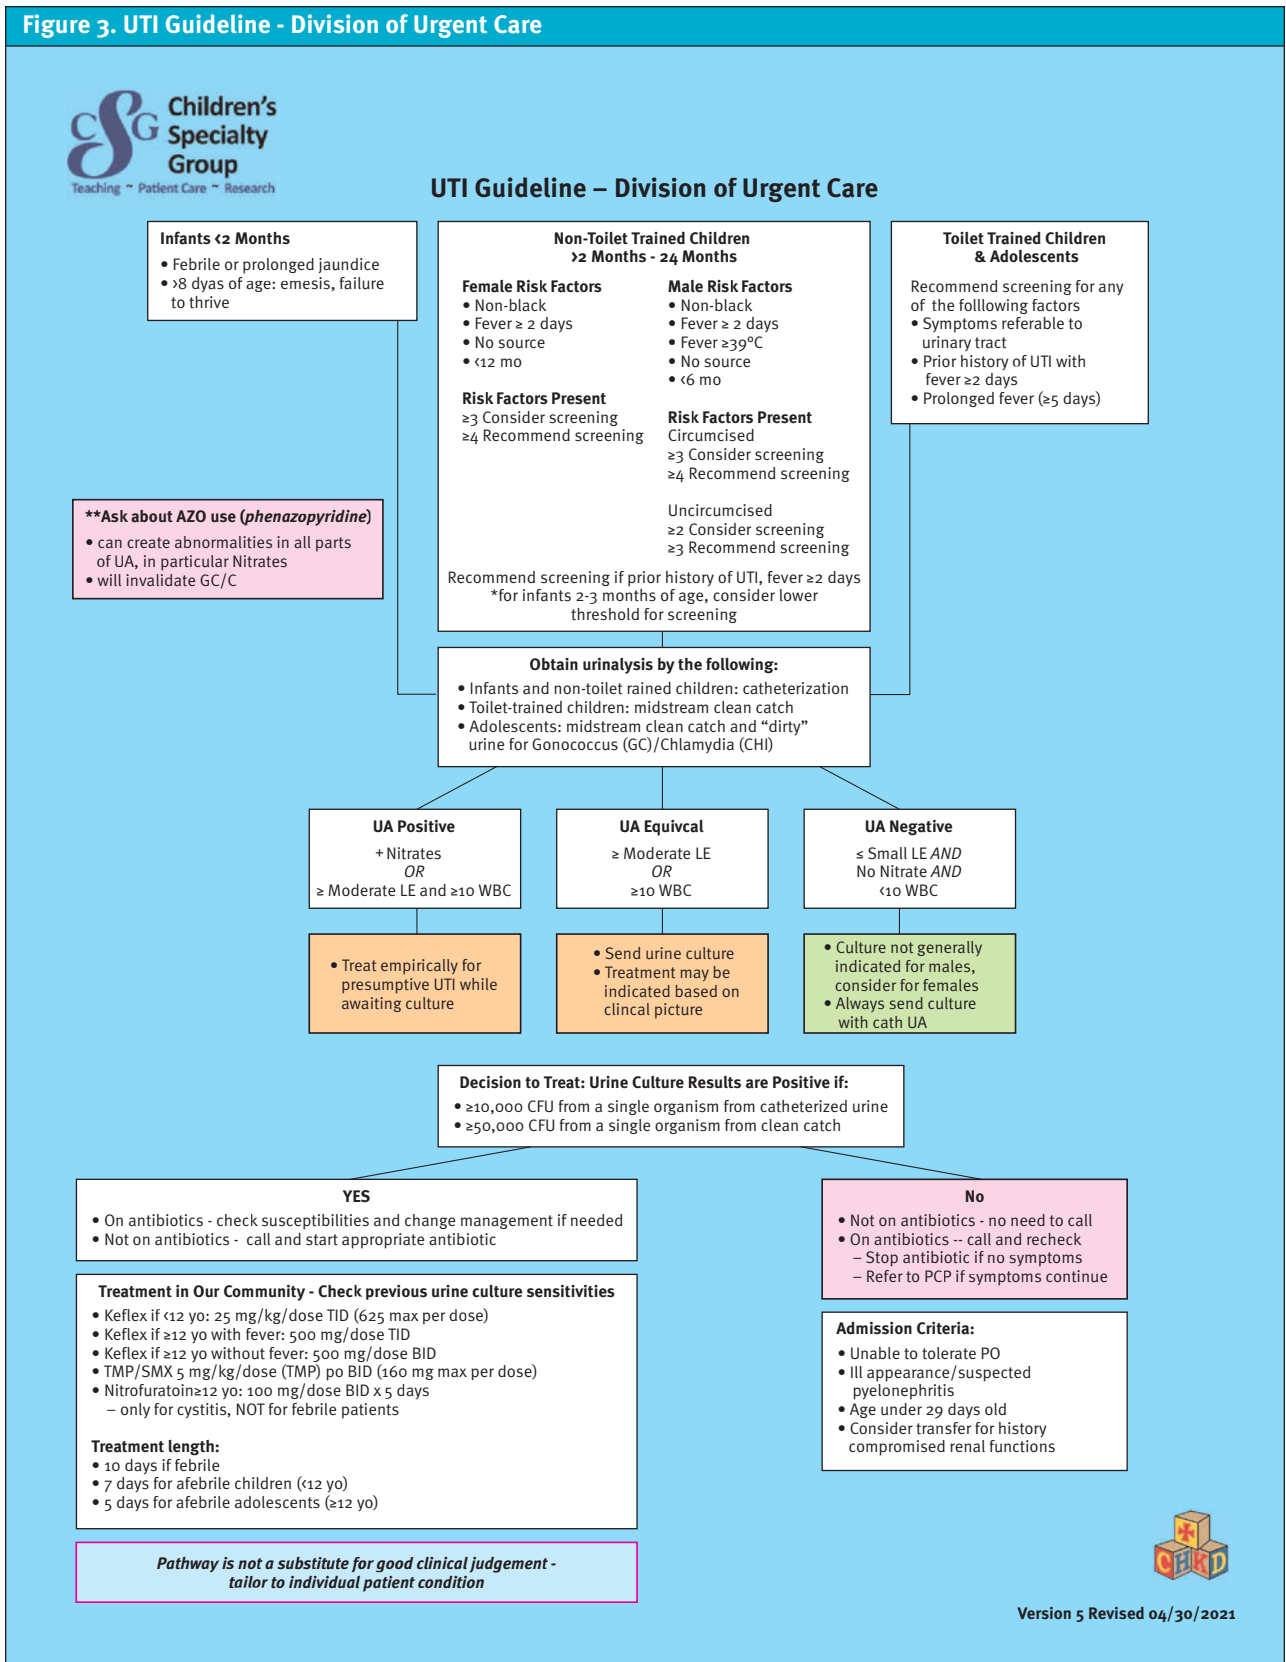 Figure 3. UTI Guideline - Division of Urgent Care
CSG
Children's
Specialty
Group
Teaching ~ Patient Care ~ Research
UTI Guideline – Division of Urgent Care
Infants <2 Months
• Febrile or prolonged jaundice
• >8 dyas of age: emesis, failure
to thrive
Non-Toilet Trained Children
>2 Months - 24 Months
Female Risk Factors
• Non-black
• Fever ≥ 2 days
• No source
• <12 mo
Risk Factors Present
≥3 Consider screening
≥4 Recommend screening
Male Risk Factors
• Non-black
• Fever ≥ 2 days
• Fever ≥39°C
• No source
• <6 mo
Risk Factors Present
Circumcised
≥3 Consider screening
≥4 Recommend screening
Uncircumcised
≥2 Consider screening
≥3 Recommend screening
Recommend screening if prior history of UTI, fever ≥2 days
*for infants 2-3 months of age, consider lower
threshold for screening
Toilet Trained Children
& Adolescents
Recommend screening for any
of the folllowing factors
• Symptoms referable to
urinary tract
• Prior history of UTI with
fever ≥2 days
• Prolonged fever (≥5 days)
**Ask about AZO use (phenazopyridine)
• can create abnormalities in all parts
of UA, in particular Nitrates
• will invalidate GC/C
Obtain urinalysis by the following:
• Infants and non-toilet rained children: catheterization
• Toilet-trained children: midstream clean catch
• Adolescents: midstream clean catch and “dirty”
urine for Gonococcus (GC)/Chlamydia (CHI)
UA Positive
+ Nitrates
OR
≥ Moderate LE and ≥10 WBC
UA Equivcal
≥ Moderate LE
OR
≥10 WBC
UA Negative
≤ Small LE AND
No Nitrate AND
<10 WBC
• Treat empirically for
presumptive UTI while
awaiting culture
• Send urine culture
• Treatment may be
indicated based on
clincal picture
• Culture not generally
indicated for males,
consider for females
• Always send culture
with cath UA
Decision to Treat: Urine Culture Results are Positive if:
• ≥10,000 CFU from a single organism from catheterized urine
• ≥50,000 CFU from a single organism from clean catch
YES
• On antibiotics - check susceptibilities and change management if needed
• Not on antibiotics - call and start appropriate antibiotic
No
• Not on antibiotics - no need to call
• On antibiotics -- call and recheck
– Stop antibiotic if no symptoms
– Refer to PCP if symptoms continue
Treatment in Our Community - Check previous urine culture sensitivities
• Keflex if <12 yo: 25 mg/kg/dose TID (625 max per dose)
• Keflex if ≥12 yo with fever: 500 mg/dose TID
• Keflex if ≥12 yo without fever: 500 mg/dose BID
• TMP/SMX 5 mg/kg/dose (TMP) po BID (160 mg max per dose)
• Nitrofuratoin≥12 yo: 100 mg/dose BID x 5 days
– only for cystitis, NOT for febrile patients
Treatment length:
• 10 days if febrile
• 7 days for afebrile children (<12 yo)
• 5 days for afebrile adolescents (≥12 yo)
Admission Criteria:
• Unable to tolerate PO
• Ill appearance/suspected
pyelonephritis
• Age under 29 days old
• Consider transfer for history
compromised renal functions
Pathway is not a substitute for good clinical judgement -
tailor to individual patient condition
CHKD
Version 5 Revised 04/30/2021